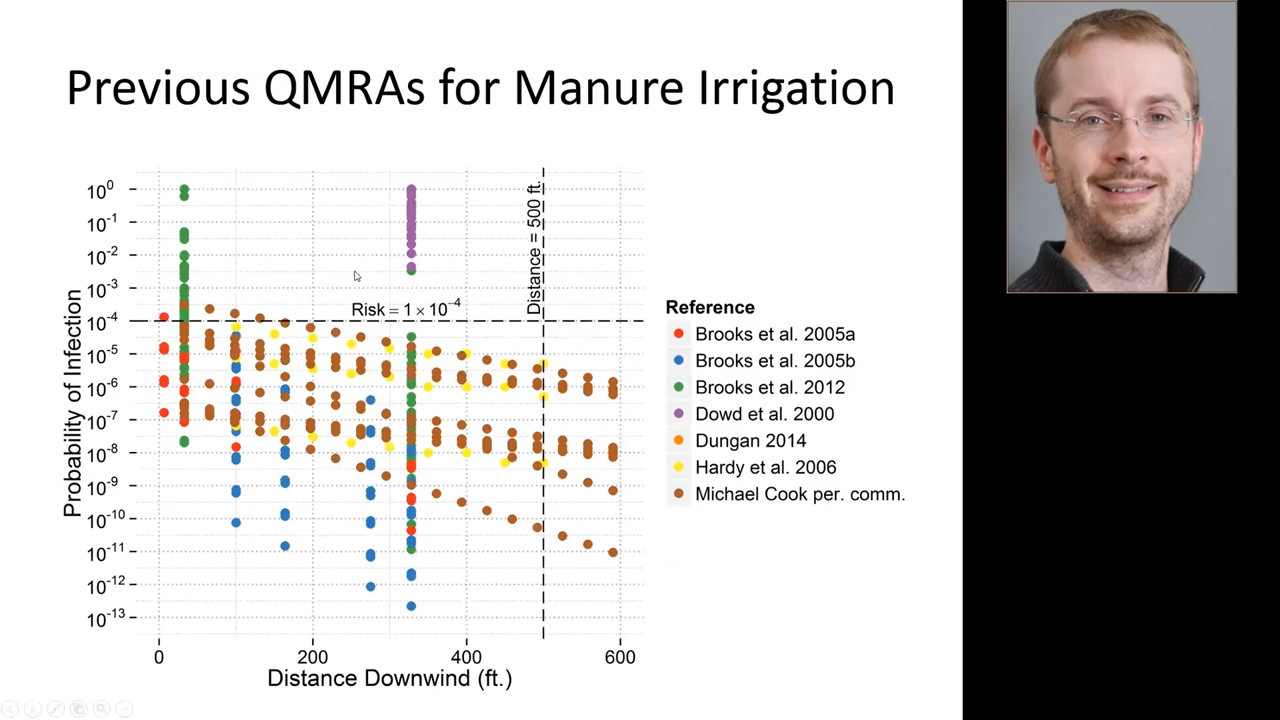 Previous QMRAs for Manure Irrigation
Probability of Infection
10⁰
10⁻¹
10⁻²
10⁻³
10⁻⁴
10⁻⁵
10⁻⁶
10⁻⁷
10⁻⁸
10⁻⁹
10⁻¹⁰
10⁻¹¹
10⁻¹²
10⁻¹³
Risk = 1 × 10⁻⁴
Distance = 500 ft.
0 200 400 600
Distance Downwind (ft.)
Reference
Brooks et al. 2005a
Brooks et al. 2005b
Brooks et al. 2012
Dowd et al. 2000
Dungan 2014
Hardy et al. 2006
Michael Cook per. comm.